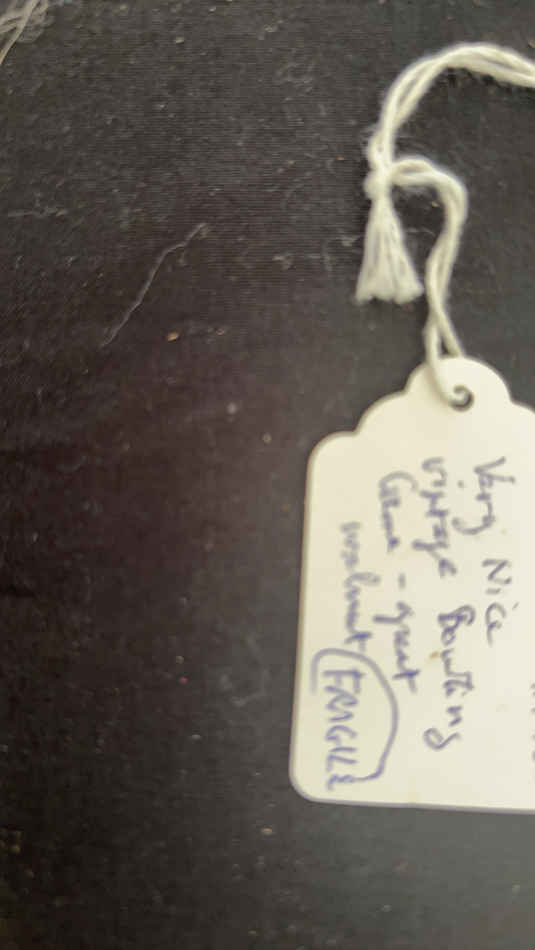 Very Nice
vintage Bowling
Game - great
walnut FRAGILE